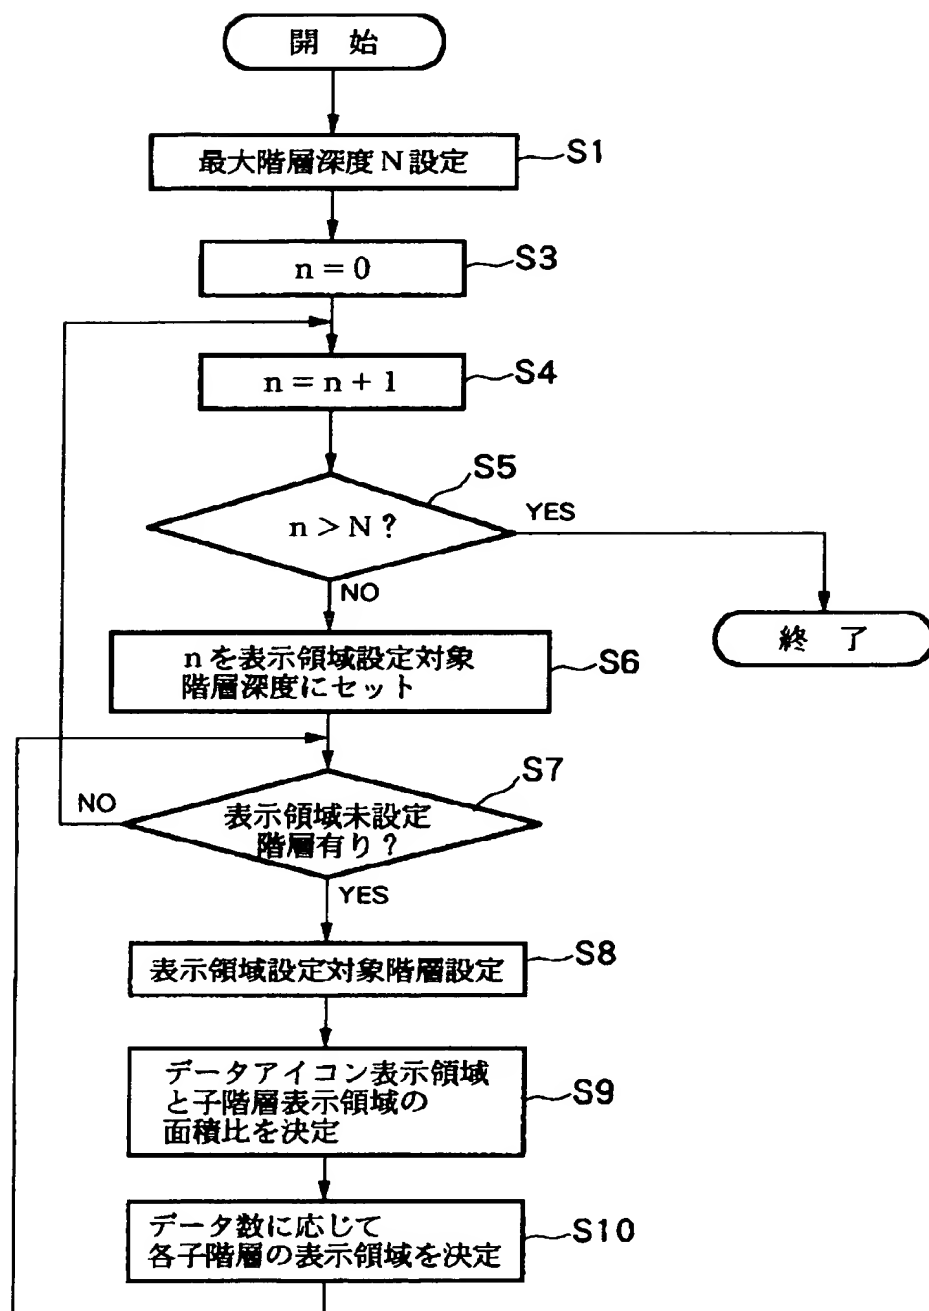 開 始
最大階層深度N設定
S1
n = 0
S3
n = n + 1
S4
S5
n > N ?
YES
NO
終 了
nを表示領域設定対象
階層深度にセット
S6
S7
NO
表示領域未設定
階層有り?
YES
表示領域設定対象階層設定
S8
データアイコン表示領域
と子階層表示領域の
面積比を決定
S9
データ数に応じて
各子階層の表示領域を決定
S10